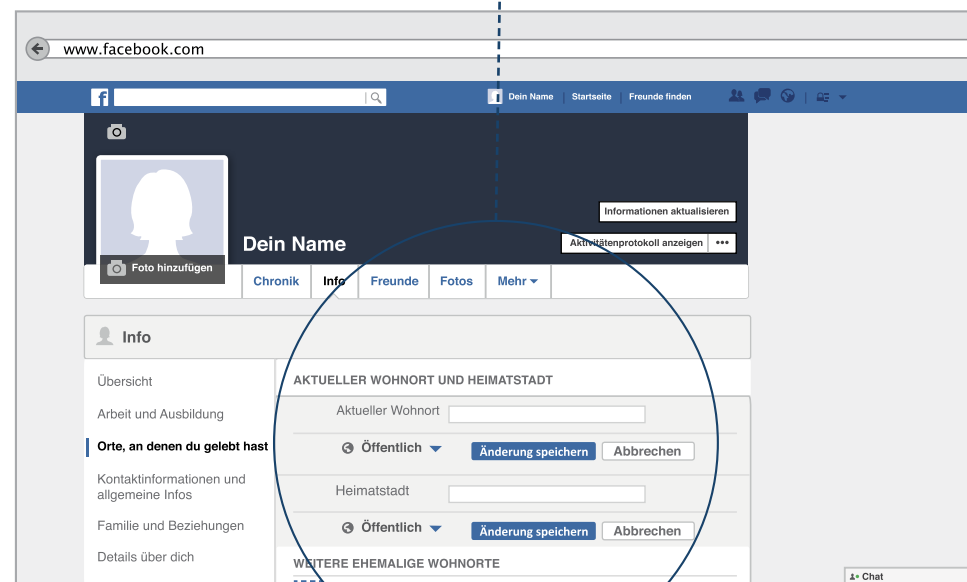 www.facebook.com
f
Dein Name | Startseite | Freunde finden
Informationen aktualisieren
Dein Name
Aktivitätenprotokoll anzeigen •••
Foto hinzufügen
Chronik Info Freunde Fotos Mehr
Info
Übersicht
Arbeit und Ausbildung
Orte, an denen du gelebt hast
Kontaktinformationen und
allgemeine Infos
Familie und Beziehungen
Details über dich
AKTUELLER WOHNORT UND HEIMATSTADT
Aktueller Wohnort
Öffentlich Änderung speichern Abbrechen
Heimatstadt
Öffentlich Änderung speichern Abbrechen
WEITERE EHEMALIGE WOHNORTE
Chat